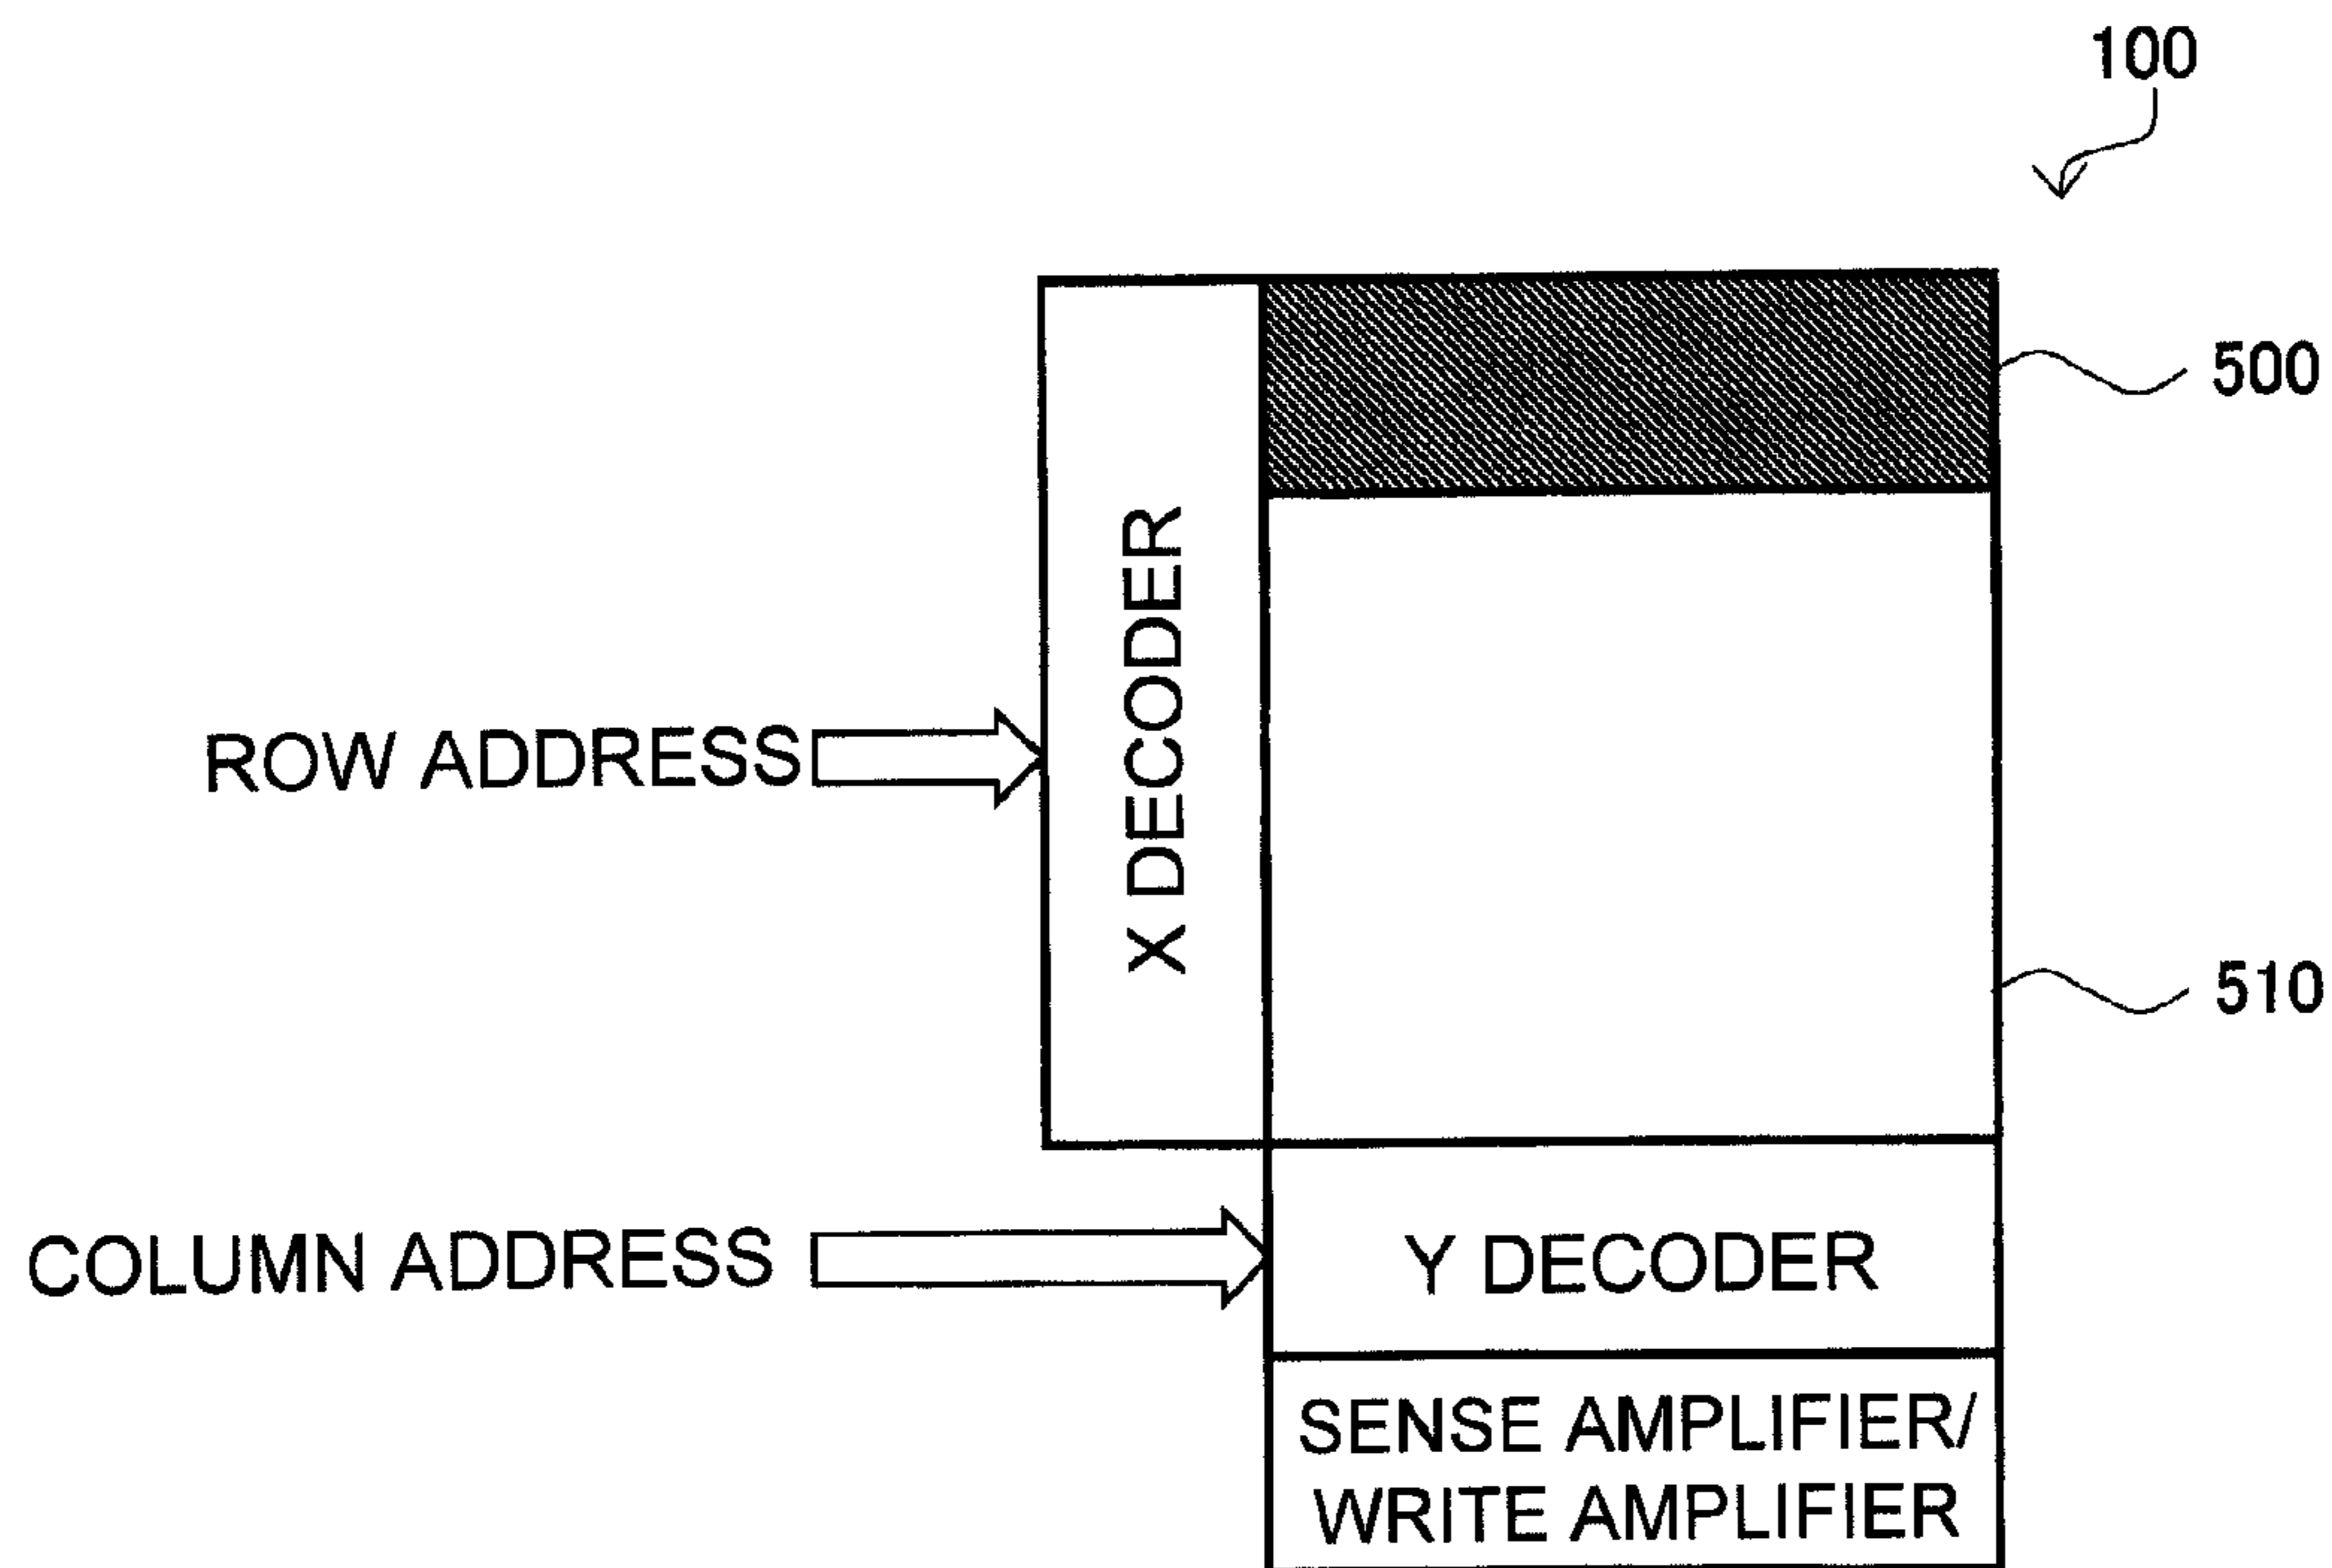 100
500
X DECODER
ROW ADDRESS
510
COLUMN ADDRESS
Y DECODER
SENSE AMPLIFIER/
WRITE AMPLIFIER